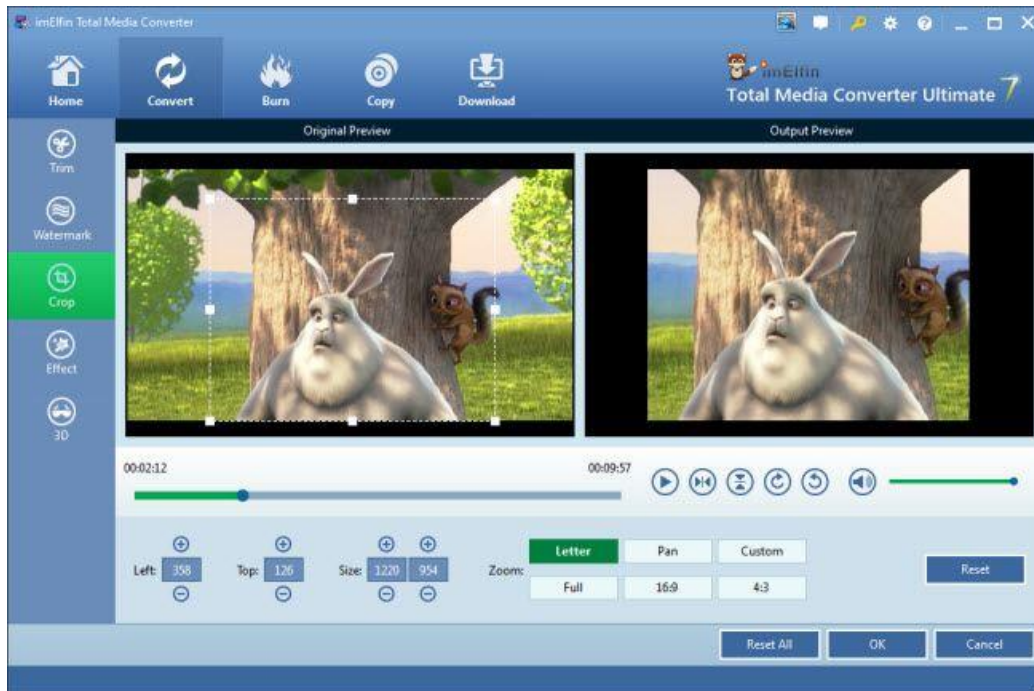 imElfin Total Media Converter
Home
Convert
Burn
Copy
Download
imElfin
Total Media Converter Ultimate 7
Trim
Watermark
Crop
Effect
3D
Original Preview
Output Preview
00:02:12
00:09:57
Left: 358
Top: 126
Size: 1220 954
Zoom:
Letter
Pan
Custom
Full
16:9
4:3
Reset
Reset All
OK
Cancel